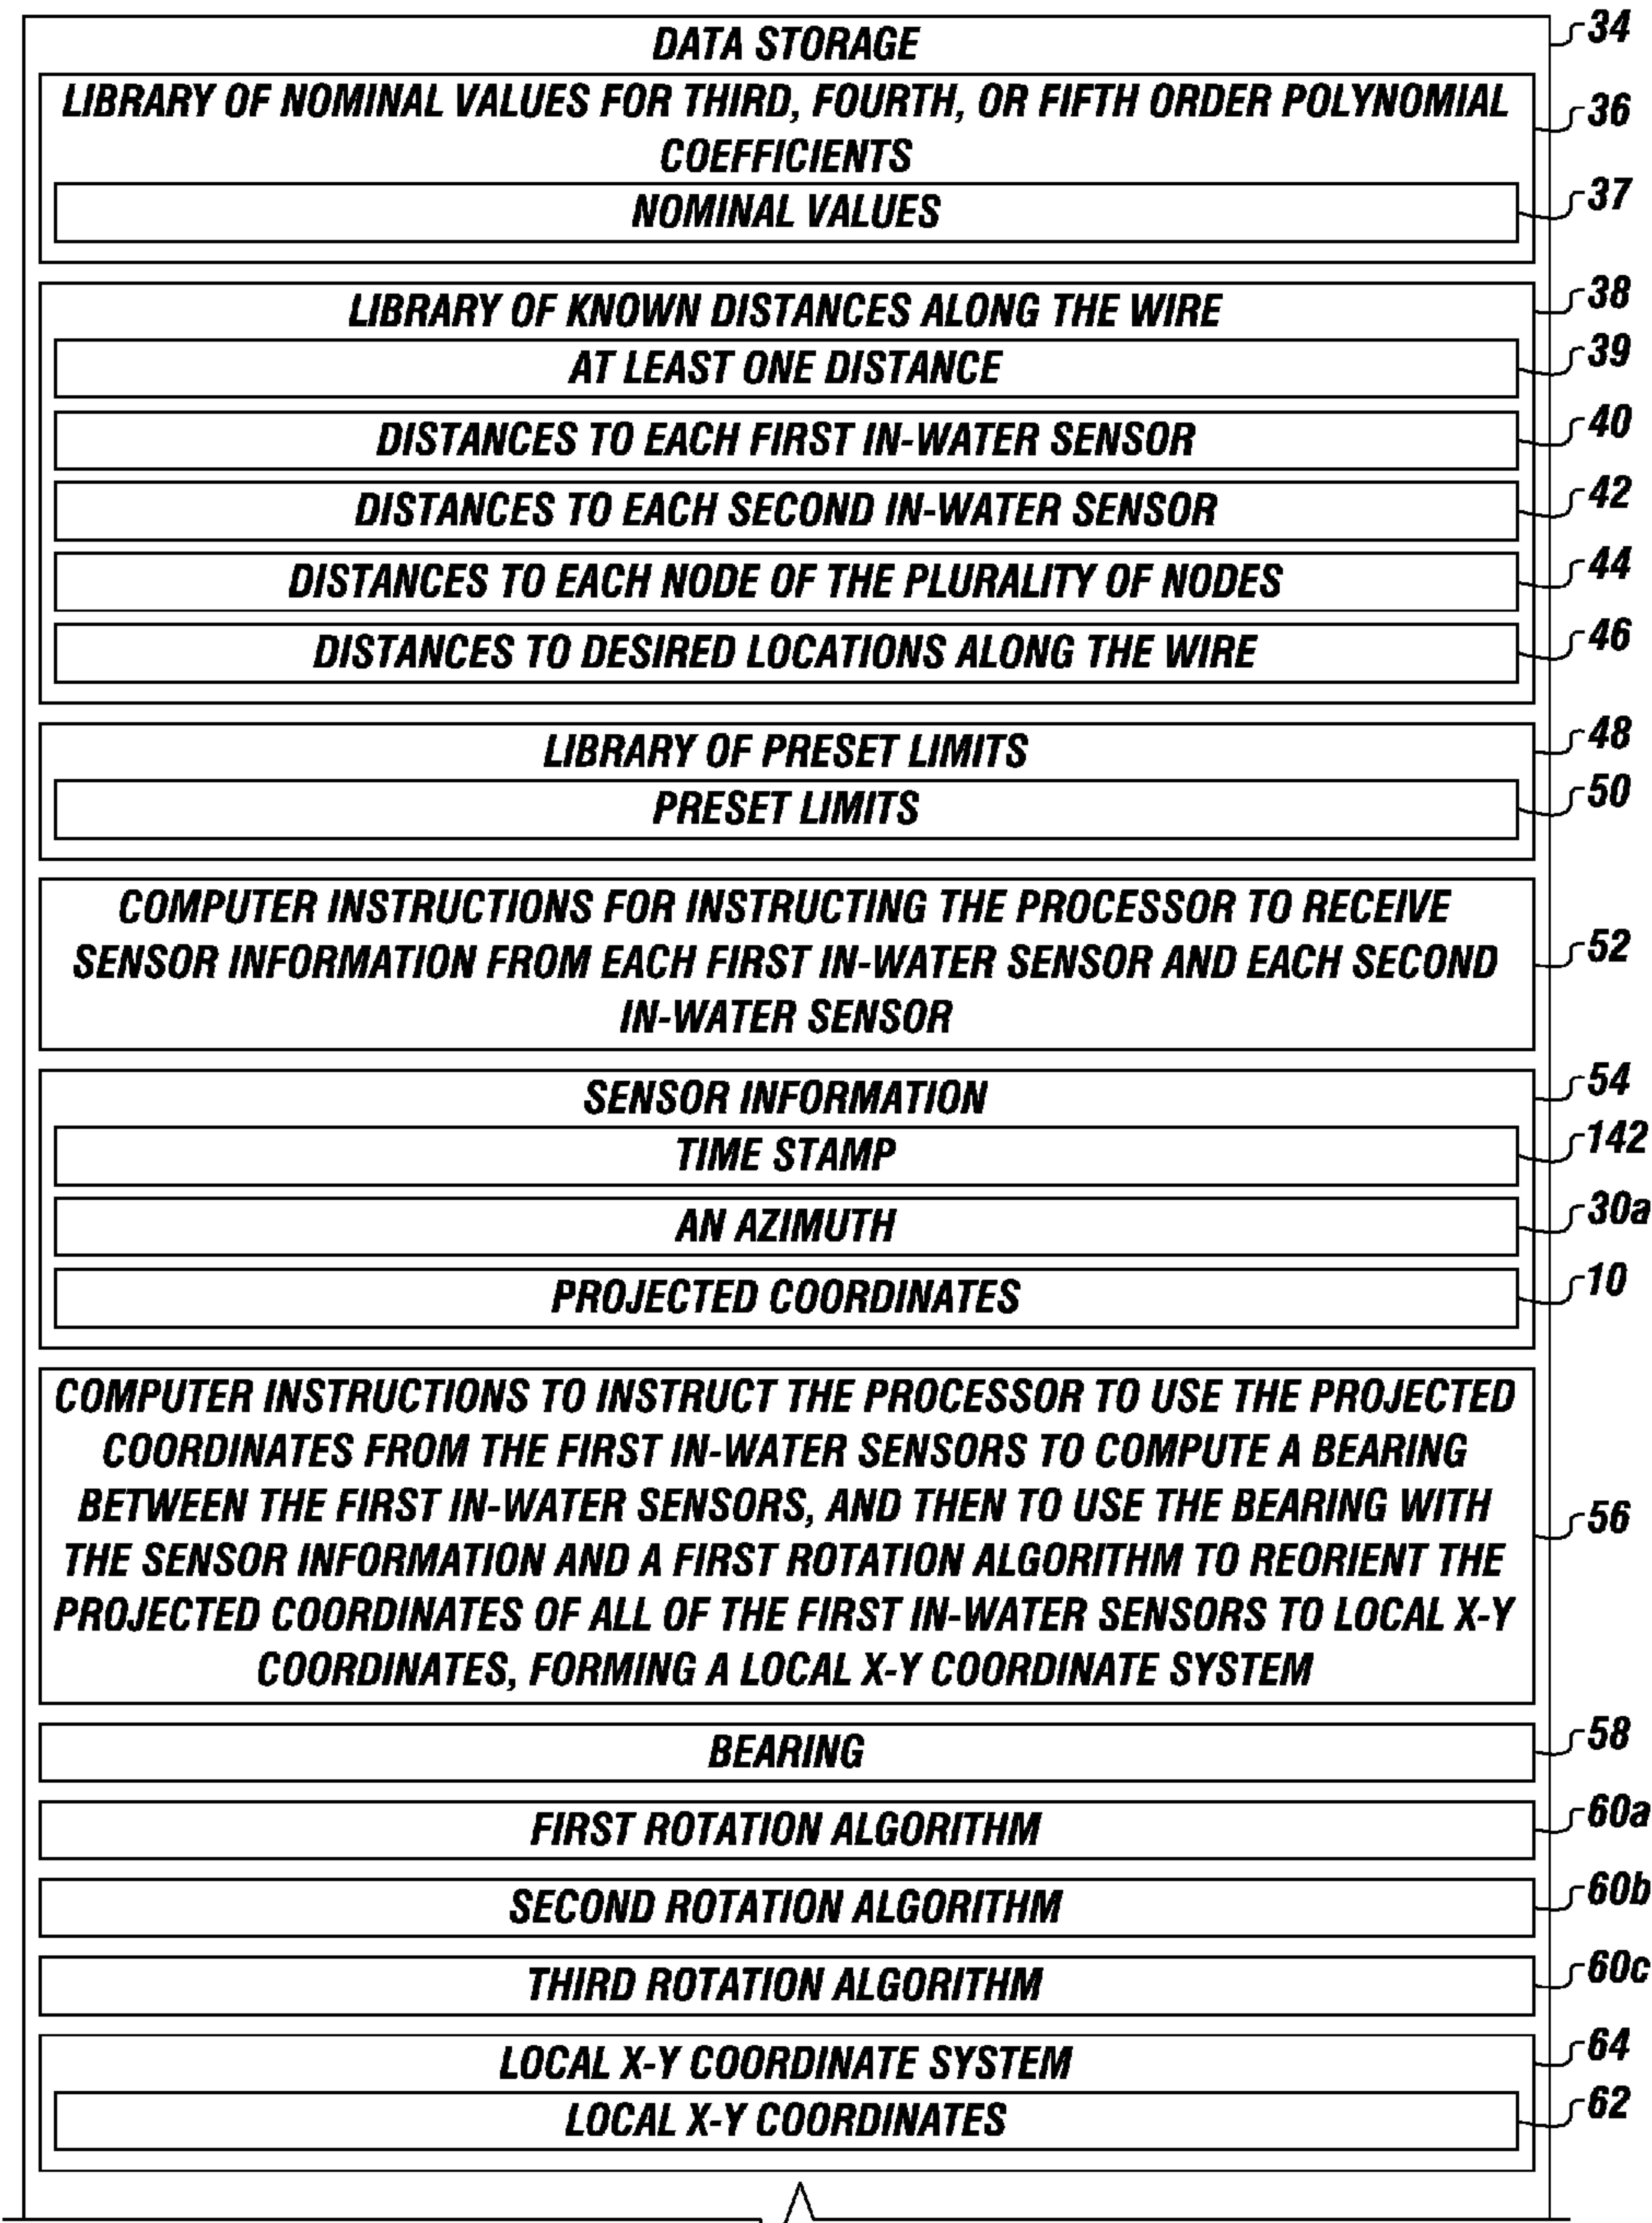 DATA STORAGE
34
LIBRARY OF NOMINAL VALUES FOR THIRD, FOURTH, OR FIFTH ORDER POLYNOMIAL
COEFFICIENTS
36
NOMINAL VALUES
37
LIBRARY OF KNOWN DISTANCES ALONG THE WIRE
38
AT LEAST ONE DISTANCE
39
DISTANCES TO EACH FIRST IN-WATER SENSOR
40
DISTANCES TO EACH SECOND IN-WATER SENSOR
42
DISTANCES TO EACH NODE OF THE PLURALITY OF NODES
44
DISTANCES TO DESIRED LOCATIONS ALONG THE WIRE
46
LIBRARY OF PRESET LIMITS
48
PRESET LIMITS
50
COMPUTER INSTRUCTIONS FOR INSTRUCTING THE PROCESSOR TO RECEIVE
SENSOR INFORMATION FROM EACH FIRST IN-WATER SENSOR AND EACH SECOND
IN-WATER SENSOR
52
SENSOR INFORMATION
54
TIME STAMP
142
AN AZIMUTH
30a
PROJECTED COORDINATES
10
COMPUTER INSTRUCTIONS TO INSTRUCT THE PROCESSOR TO USE THE PROJECTED
COORDINATES FROM THE FIRST IN-WATER SENSORS TO COMPUTE A BEARING
BETWEEN THE FIRST IN-WATER SENSORS, AND THEN TO USE THE BEARING WITH
THE SENSOR INFORMATION AND A FIRST ROTATION ALGORITHM TO REORIENT THE
PROJECTED COORDINATES OF ALL OF THE FIRST IN-WATER SENSORS TO LOCAL X-Y
COORDINATES, FORMING A LOCAL X-Y COORDINATE SYSTEM
56
BEARING
58
FIRST ROTATION ALGORITHM
60a
SECOND ROTATION ALGORITHM
60b
THIRD ROTATION ALGORITHM
60c
LOCAL X-Y COORDINATE SYSTEM
64
LOCAL X-Y COORDINATES
62